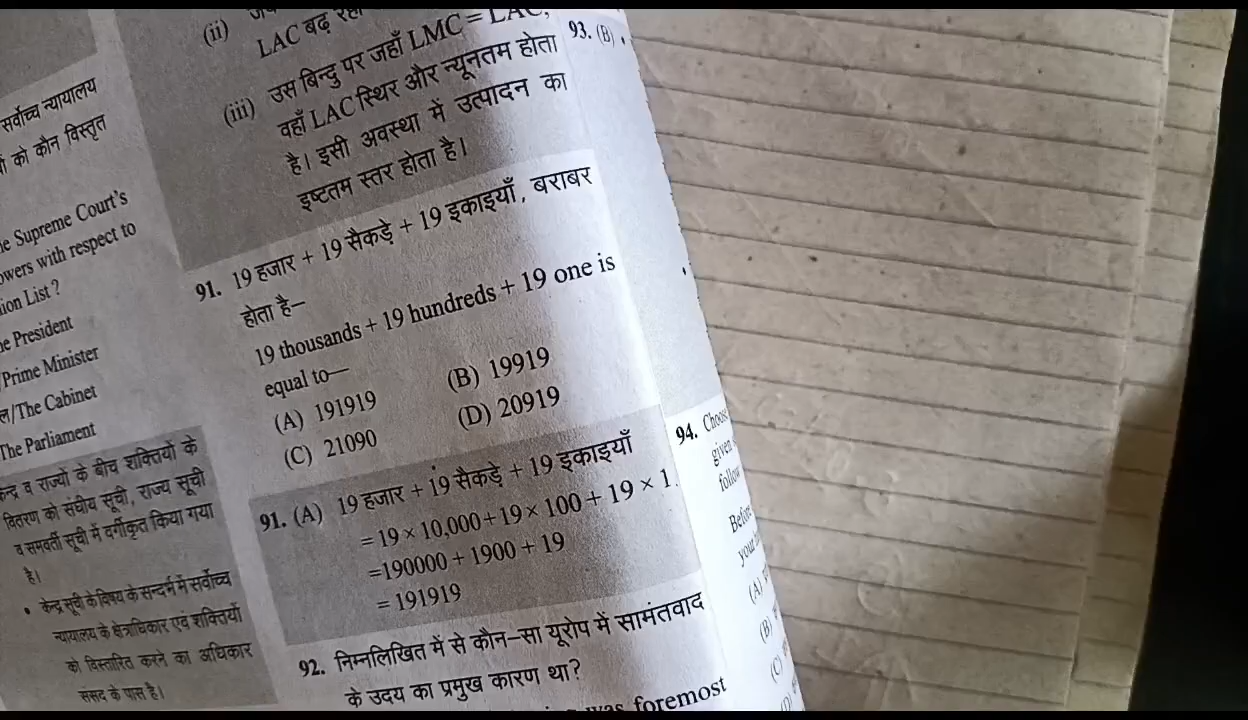 सर्वोच्च न्यायालय
को कौन विस्तृत
Supreme Court's
with respect to
List ?
President
Prime Minister
/The Cabinet
The Parliament
व राज्यों के बीच शक्तियों के
वितरण को संघीय सूची, राज्य सूची
व समवर्ती सूची में वर्गीकृत किया गया
है।
• केन्द्र सूची के विषय के सन्दर्भ में सर्वोच्च
न्यायालय के क्षेत्राधिकार एवं शक्तियों
को विस्तारित करने का अधिकार
संसद के पास है।
(ii)
LAC बढ़ रहा
(iii) उस बिन्दु पर जहाँ LMC = LAC,
वहाँ LAC स्थिर और न्यूनतम होता
है। इसी अवस्था में उत्पादन का
इष्टतम स्तर होता है।
91. 19 हजार + 19 सैकड़े + 19 इकाइयाँ, बराबर
होता है–
19 thousands + 19 hundreds + 19 one is
equal to—
(A) 191919 (B) 19919
(C) 21090 (D) 20919
91. (A) 19 हजार + 19 सैकड़े + 19 इकाइयाँ
= 19 × 10,000 + 19 × 100 + 19 × 1
=190000 + 1900 + 19
= 191919
92. निम्नलिखित में से कौन-सा यूरोप में सामंतवाद
के उदय का प्रमुख कारण था?
was foremost
93. (B) •
94. Choose
given
follow
Before
your
(A)
(B)
(C)
(D)